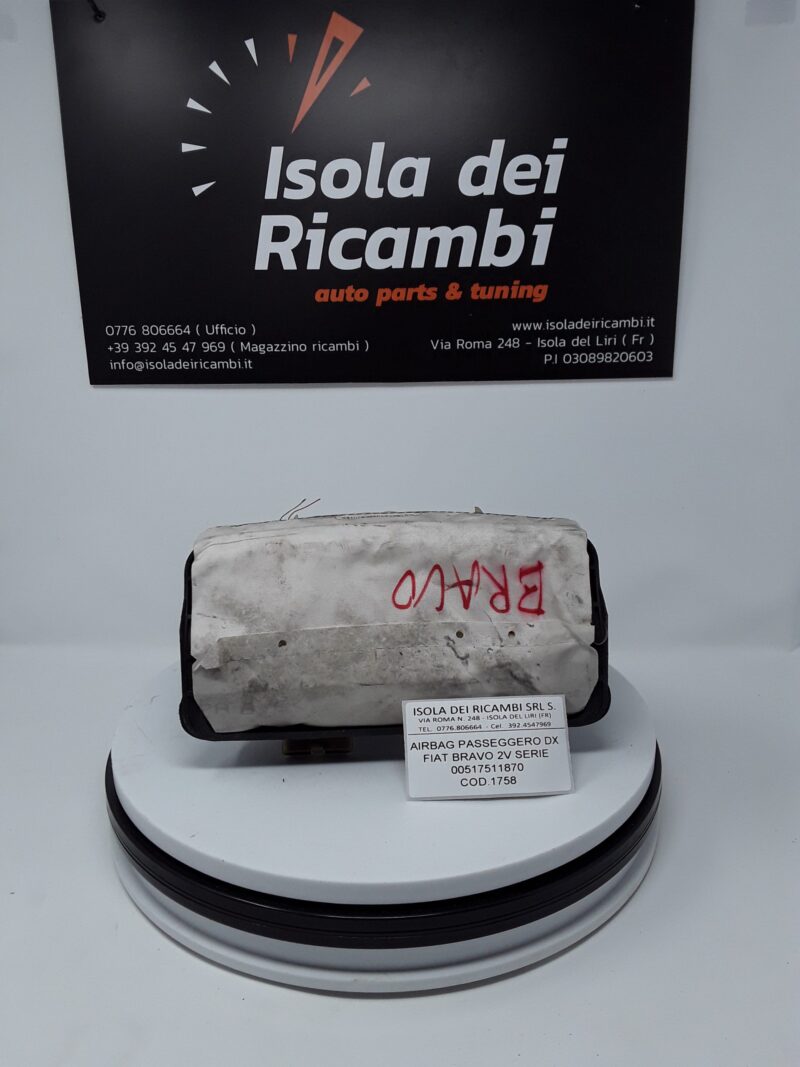 Isola dei
Ricambi
auto parts & tuning
0776 806664 ( Ufficio )
+39 392 45 47 969 ( Magazzino ricambi )
info@isoladeiricambi.it
www.isoladeiricambi.it
Via Roma 248 - Isola del Liri ( Fr )
P.I 03089820603
BRAVO
ISOLA DEI RICAMBI SRL S.
VIA ROMA N. 248 - ISOLA DEL LIRI (FR)
TEL. 0776.806664 - Cel. 392.4547969
AIRBAG PASSEGGERO DX
FIAT BRAVO 2V SERIE
00517511870
COD.1758